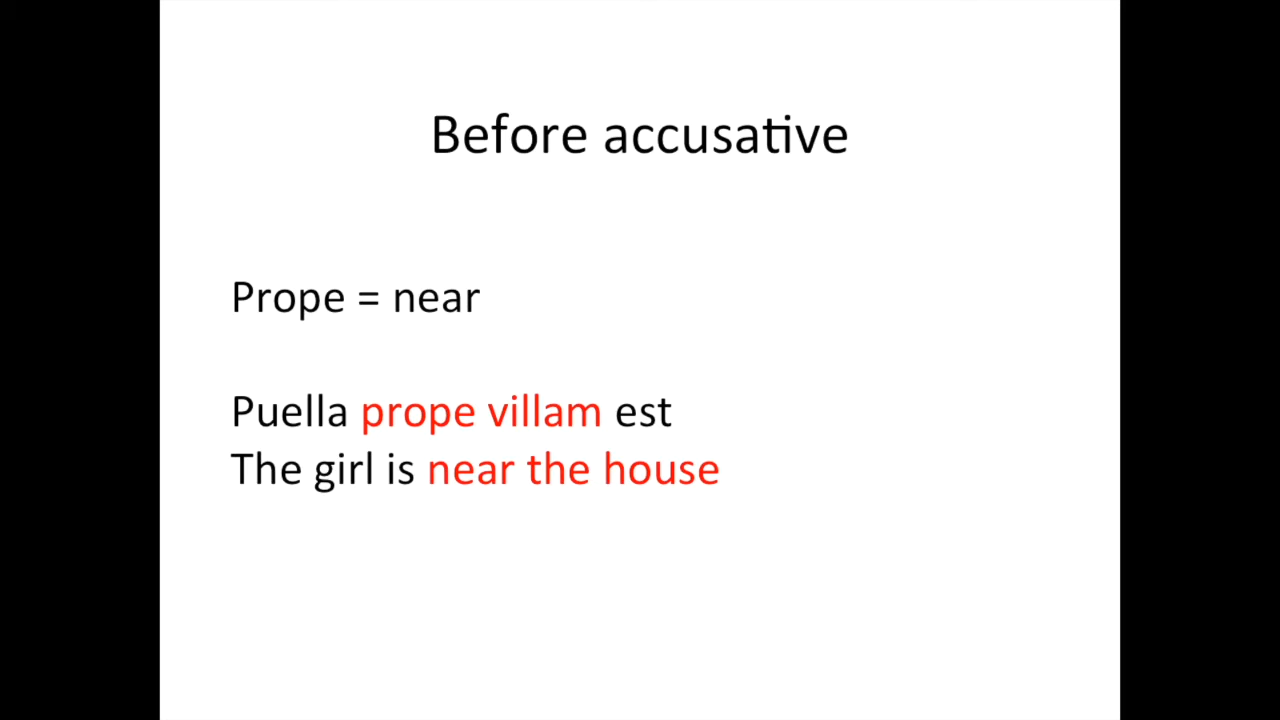 Before accusative
Prope = near
Puella prope villam est
The girl is near the house